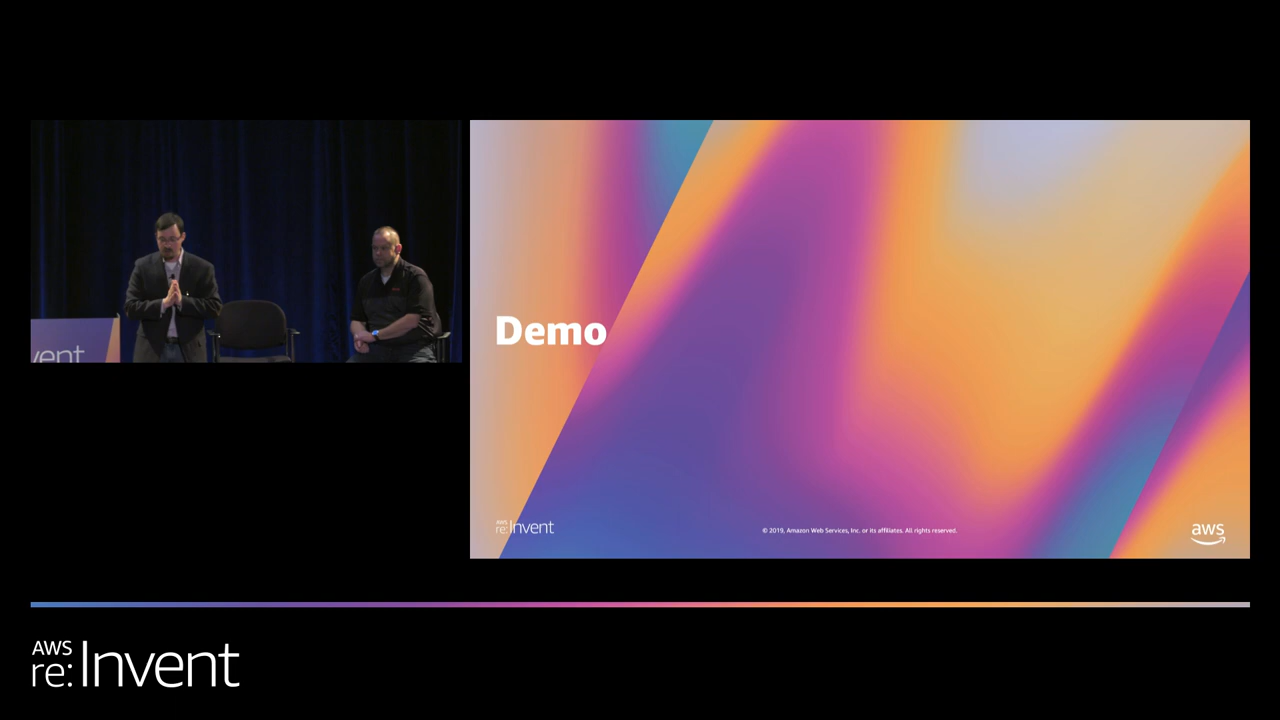 vent
Demo
AWS
re:Invent
© 2019, Amazon Web Services, Inc. or its affiliates. All rights reserved.
aws
AWS
re:Invent